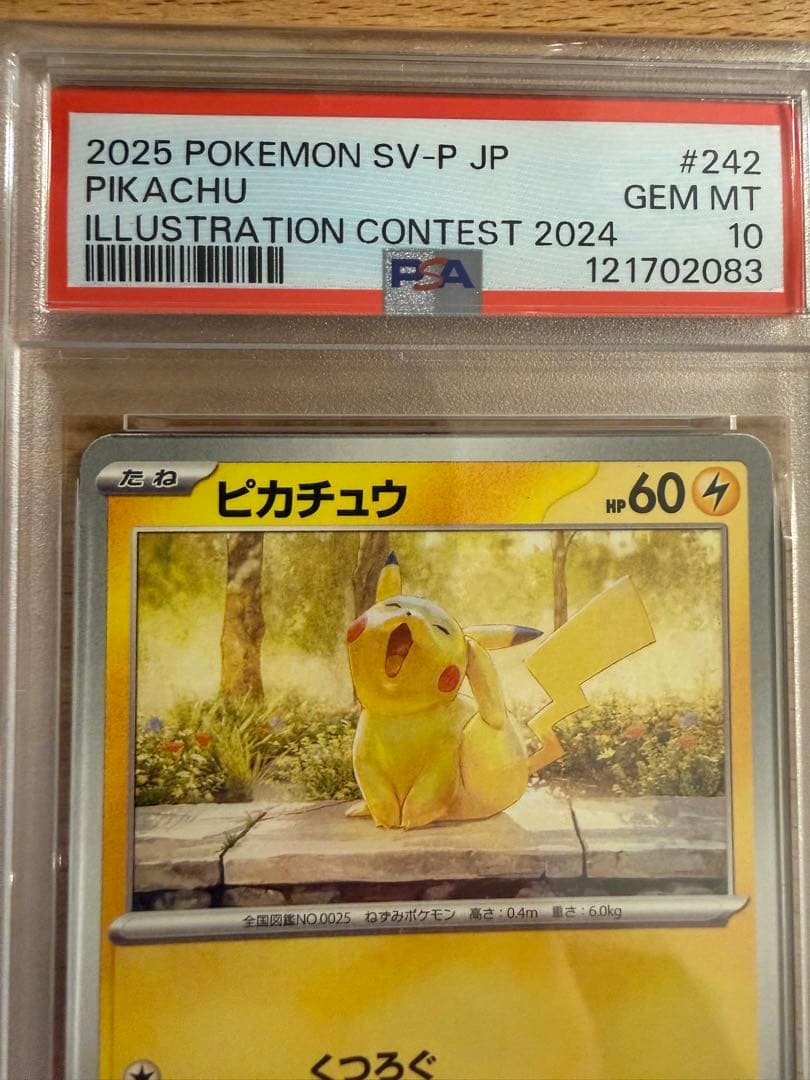 2025 POKEMON SV-P JP #242
PIKACHU GEM MT
ILLUSTRATION CONTEST 2024 10
PSA 121702083
たね ピカチュウ HP60
全国図鑑NO.0025 ねずみポケモン 高さ:0.4m 重さ:6.0kg
くつろぐ